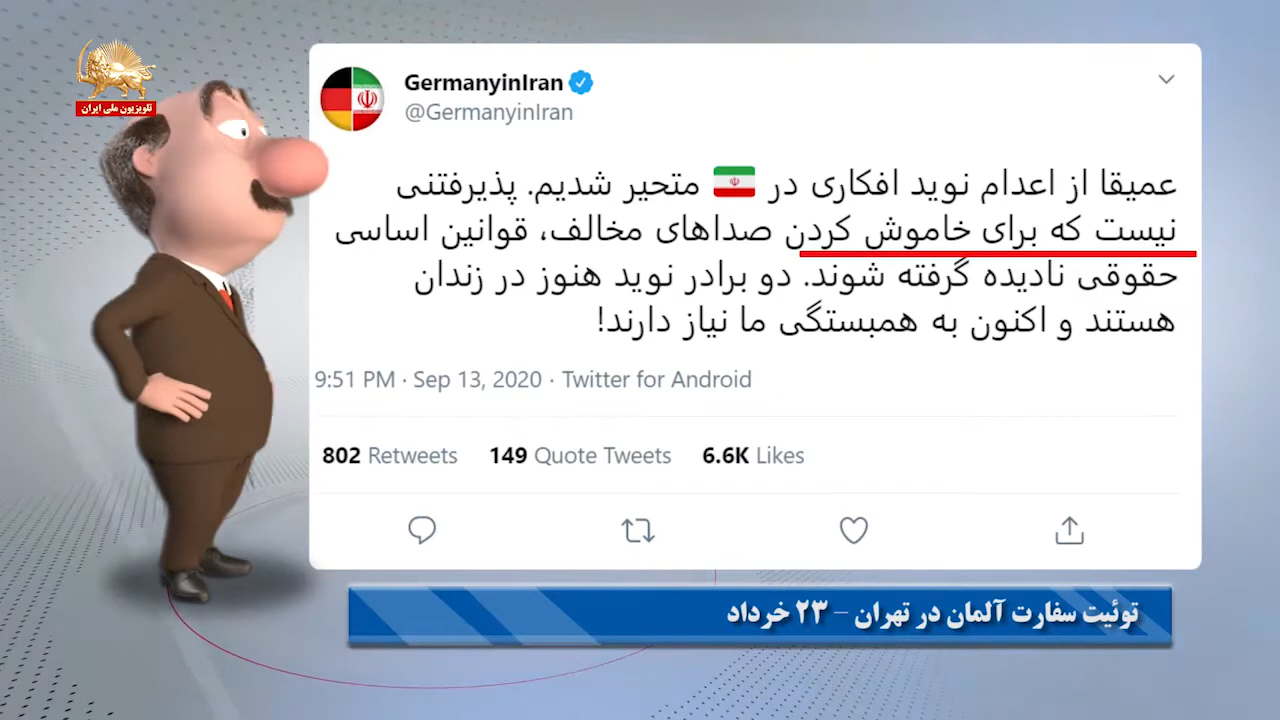 تلویزیون ملی ایران
GermanyinIran
@GermanyinIran
عمیقا از اعدام نوید افکاری در 🇮🇷 متحیر شدیم. پذیرفتنی
نیست که برای خاموش کردن صداهای مخالف، قوانین اساسی
حقوقی نادیده گرفته شوند. دو برادر نوید هنوز در زندان
هستند و اکنون به همبستگی ما نیاز دارند!
9:51 PM · Sep 13, 2020 · Twitter for Android
802 Retweets 149 Quote Tweets 6.6K Likes
توئیت سفارت آلمان در تهران – ۲۳ خرداد